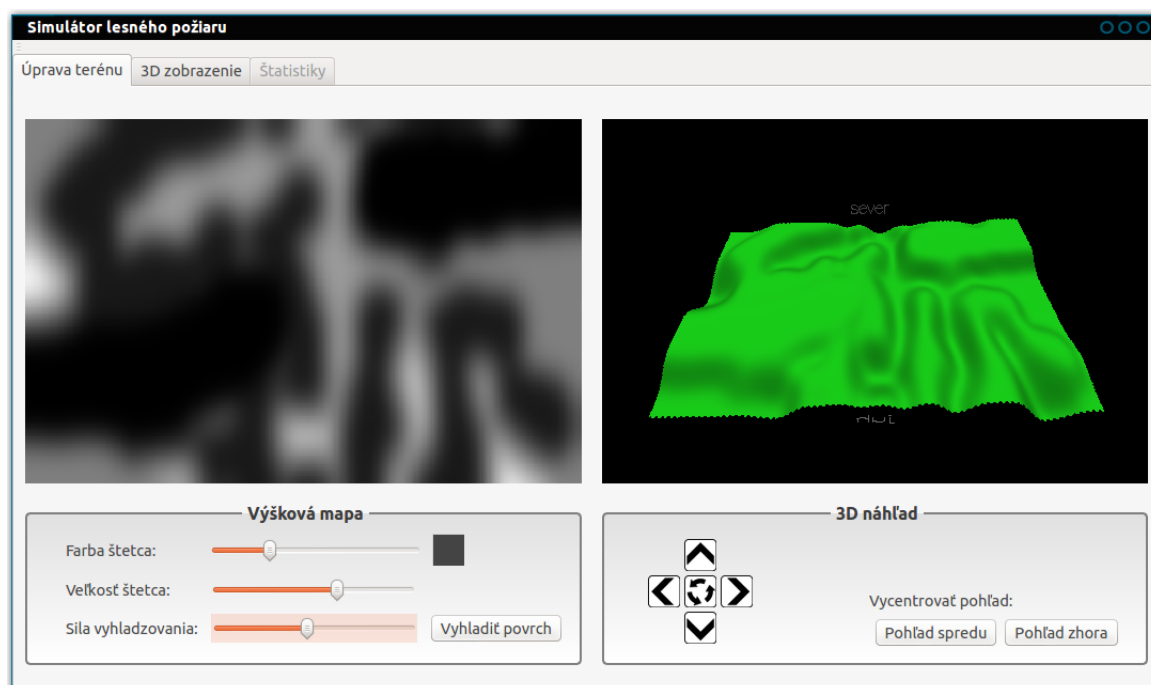 Simulátor lesného požiaru
Úprava terénu 3D zobrazenie Štatistiky
sever
Výšková mapa
Farba štetca:
Veľkosť štetca:
Sila vyhladzovania: Vyhladiť povrch
3D náhľad
Vycentrovať pohľad:
Pohľad spredu Pohľad zhora